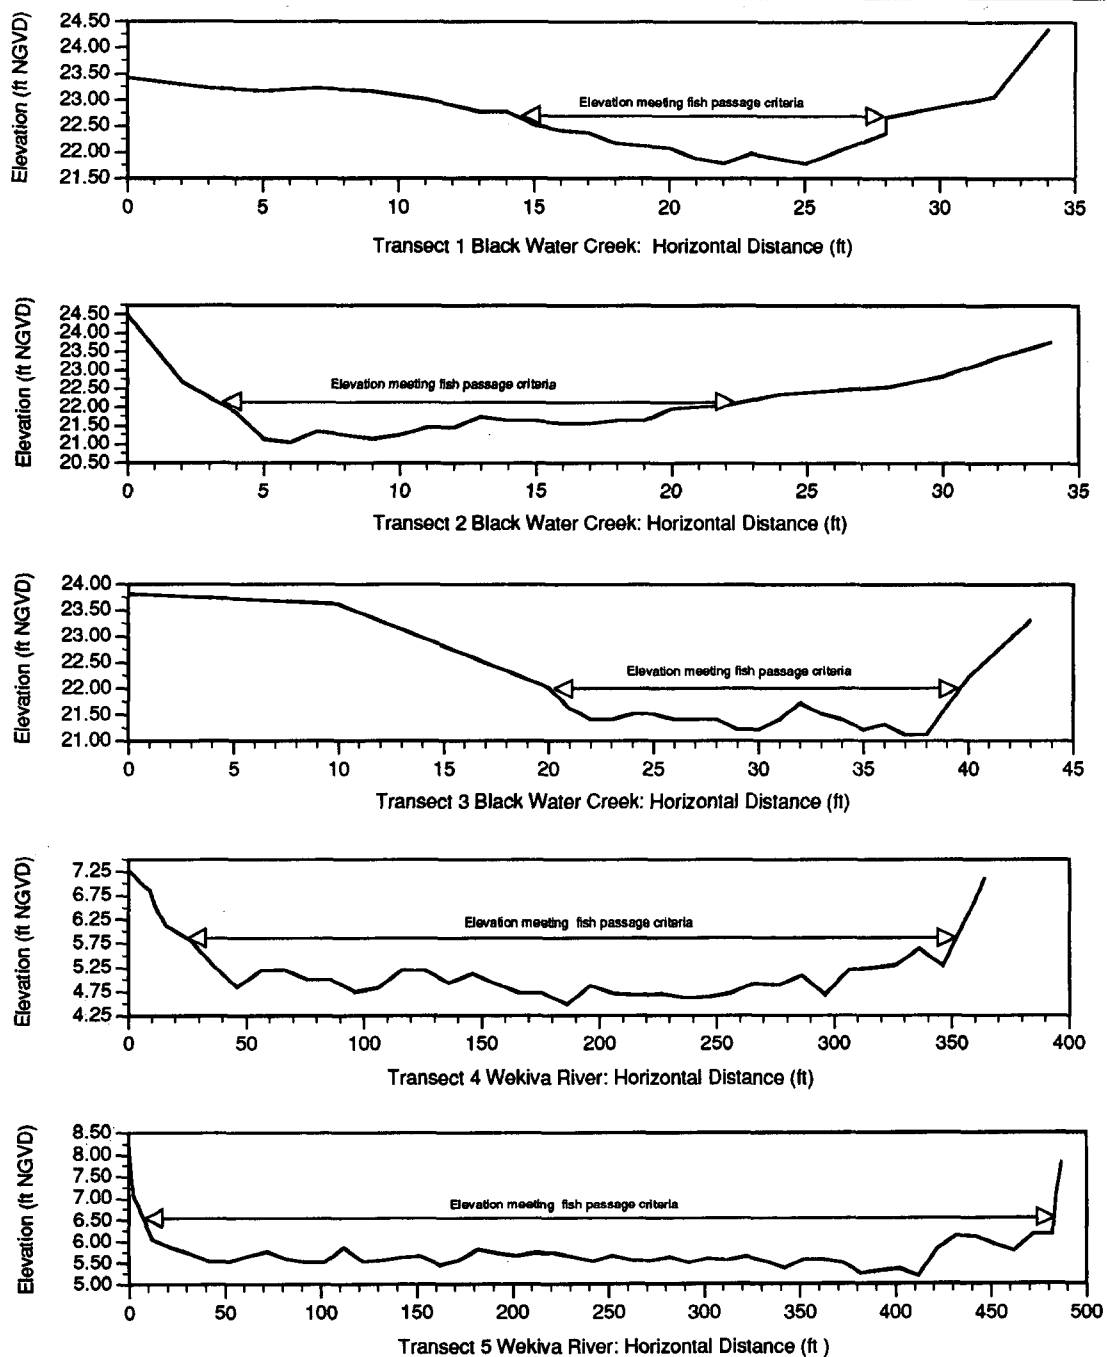 Elevation (ft NGVD)
24.50
24.00
23.50
23.00
22.50
22.00
21.50
Elevation meeting fish passage criteria
0 5 10 15 20 25 30 35
Transect 1 Black Water Creek: Horizontal Distance (ft)
Elevation (ft NGVD)
24.50
24.00
23.50
23.00
22.50
22.00
21.50
21.00
20.50
Elevation meeting fish passage criteria
0 5 10 15 20 25 30 35
Transect 2 Black Water Creek: Horizontal Distance (ft)
Elevation (ft NGVD)
24.00
23.50
23.00
22.50
22.00
21.50
21.00
Elevation meeting fish passage criteria
0 5 10 15 20 25 30 35 40 45
Transect 3 Black Water Creek: Horizontal Distance (ft)
Elevation (ft NGVD)
7.25
6.75
6.25
5.75
5.25
4.75
4.25
Elevation meeting fish passage criteria
0 50 100 150 200 250 300 350 400
Transect 4 Wekiva River: Horizontal Distance (ft)
Elevation (ft NGVD)
8.50
8.00
7.50
7.00
6.50
6.00
5.50
5.00
Elevation meeting fish passage criteria
0 50 100 150 200 250 300 350 400 450 500
Transect 5 Wekiva River: Horizontal Distance (ft )